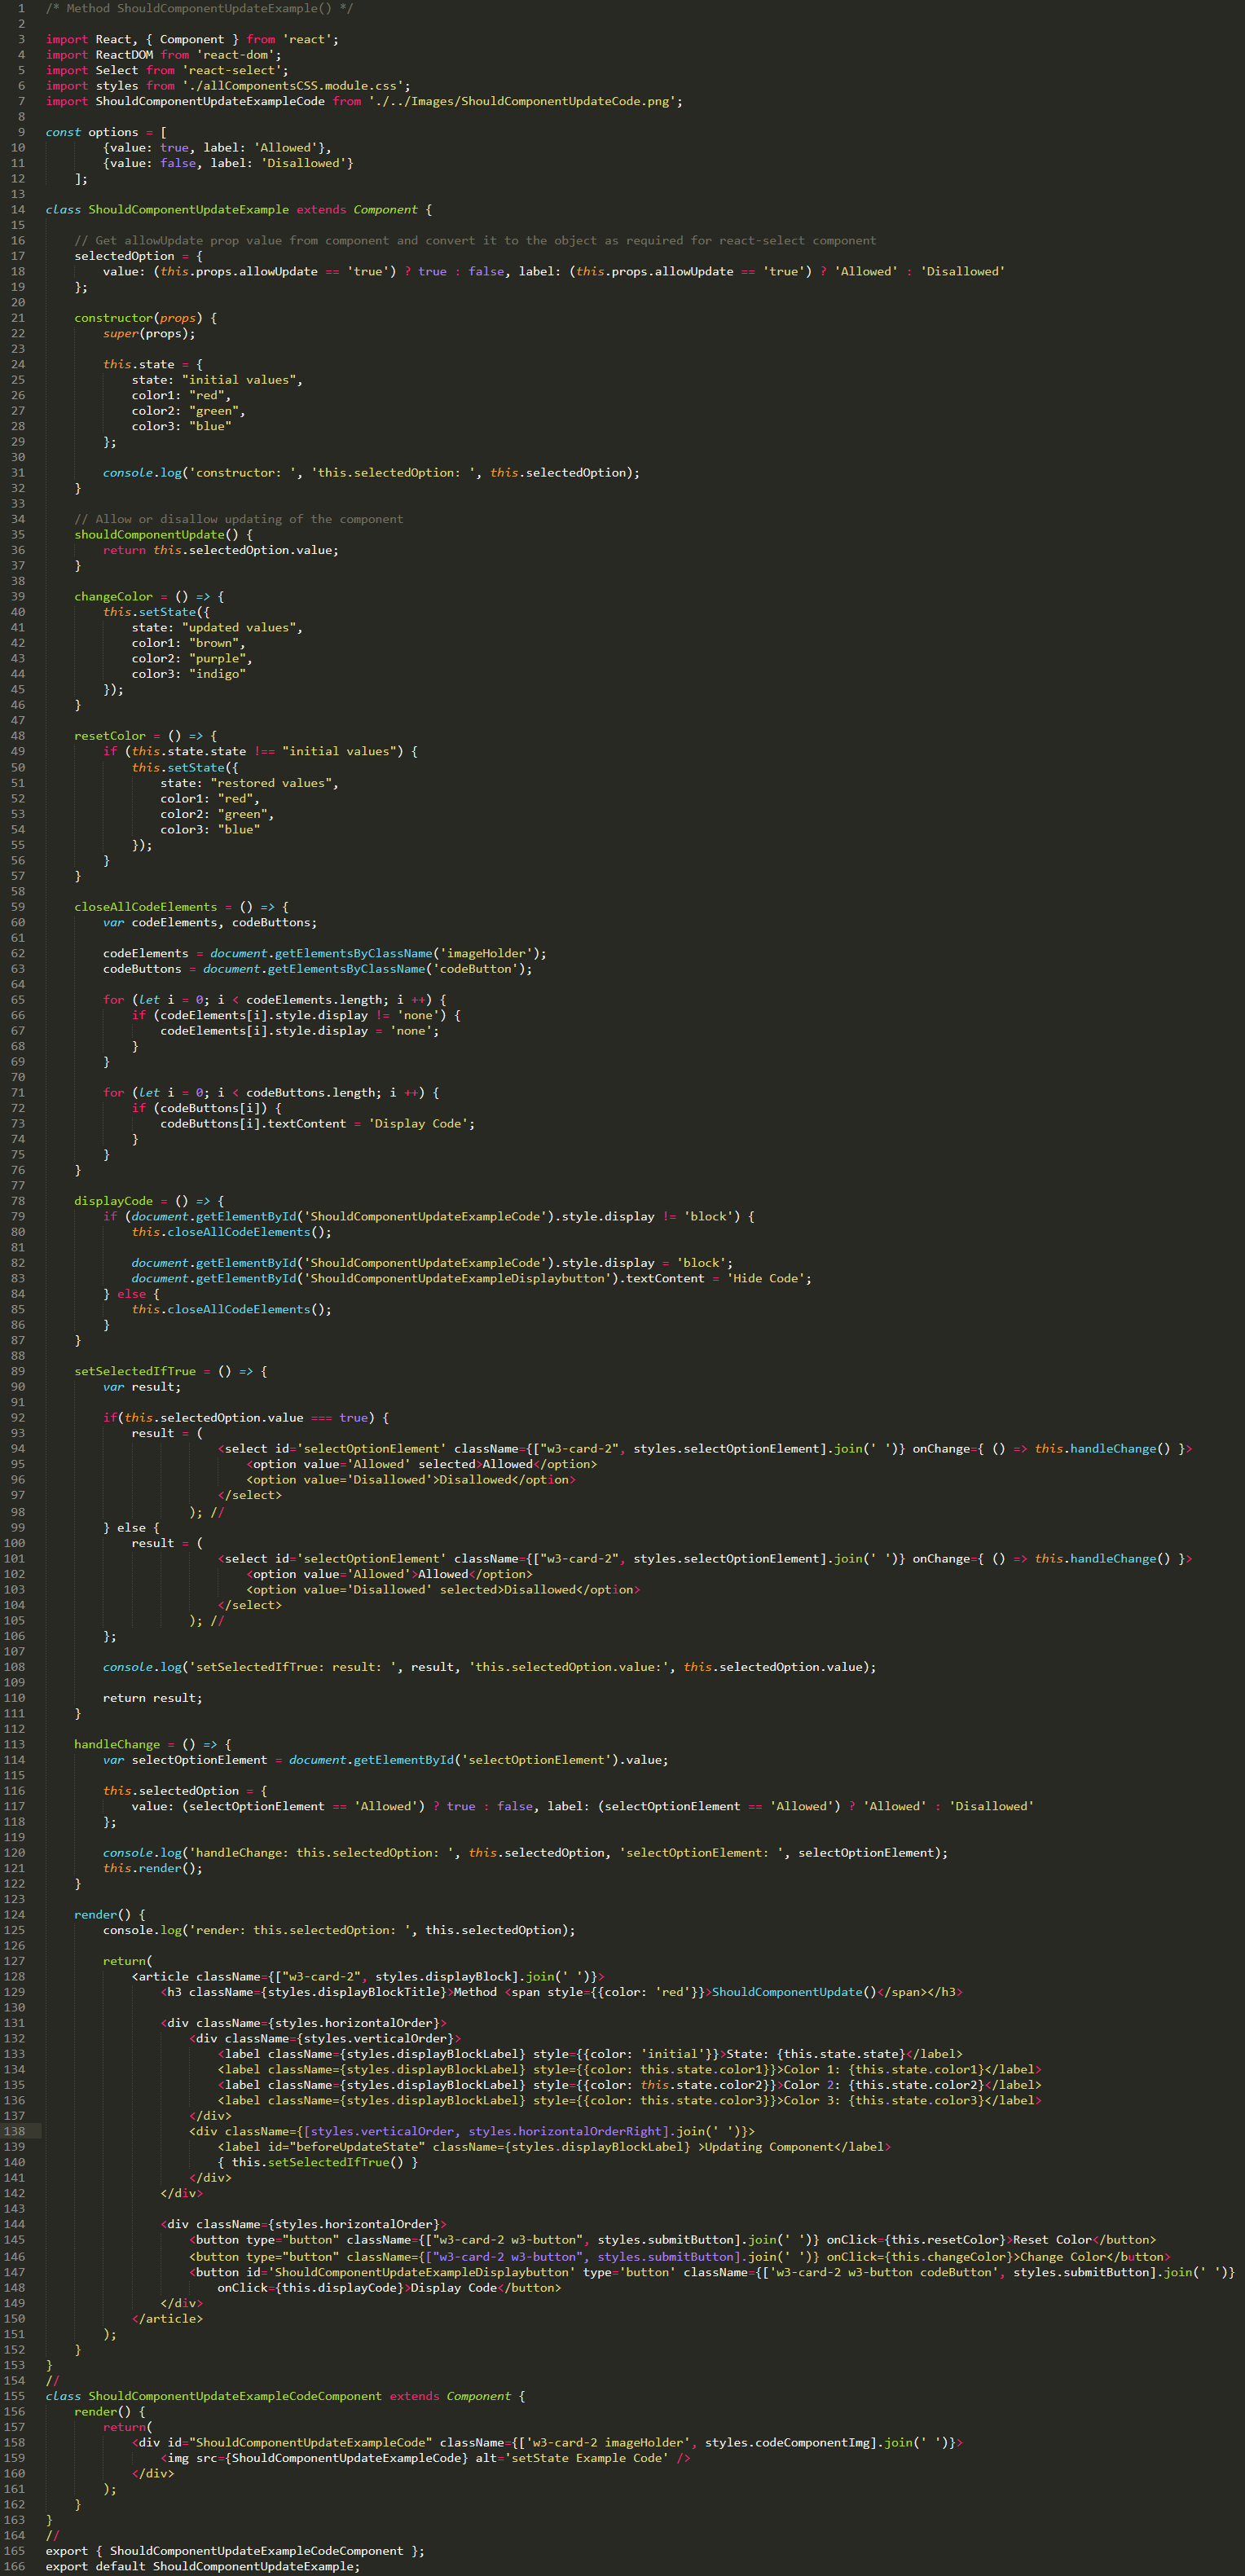 1 /* Method ShouldComponentUpdateExample() */
2
3 import React, { Component } from 'react';
4 import ReactDOM from 'react-dom';
5 import Select from 'react-select';
6 import styles from './allComponentsCSS.module.css';
7 import ShouldComponentUpdateExampleCode from './../Images/ShouldComponentUpdateCode.png';
8
9 const options = [
10 {value: true, label: 'Allowed'},
11 {value: false, label: 'Disallowed'}
12 ];
13
14 class ShouldComponentUpdateExample extends Component {
15
16 // Get allowUpdate prop value from component and convert it to the object as required for react-select component
17 selectedOption = {
18 value: (this.props.allowUpdate == 'true') ? true : false, label: (this.props.allowUpdate == 'true') ? 'Allowed' : 'Disallowed'
19 };
20
21 constructor(props) {
22 super(props);
23
24 this.state = {
25 state: "initial values",
26 color1: "red",
27 color2: "green",
28 color3: "blue"
29 };
30
31 console.log('constructor: ', 'this.selectedOption: ', this.selectedOption);
32 }
33
34 // Allow or disallow updating of the component
35 shouldComponentUpdate() {
36 return this.selectedOption.value;
37 }
38
39 changeColor = () => {
40 this.setState({
41 state: "updated values",
42 color1: "brown",
43 color2: "purple",
44 color3: "indigo"
45 });
46 }
47
48 resetColor = () => {
49 if (this.state.state !== "initial values") {
50 this.setState({
51 state: "restored values",
52 color1: "red",
53 color2: "green",
54 color3: "blue"
55 });
56 }
57 }
58
59 closeAllCodeElements = () => {
60 var codeElements, codeButtons;
61
62 codeElements = document.getElementsByClassName('imageHolder');
63 codeButtons = document.getElementsByClassName('codeButton');
64
65 for (let i = 0; i < codeElements.length; i ++) {
66 if (codeElements[i].style.display != 'none') {
67 codeElements[i].style.display = 'none';
68 }
69 }
70
71 for (let i = 0; i < codeButtons.length; i ++) {
72 if (codeButtons[i]) {
73 codeButtons[i].textContent = 'Display Code';
74 }
75 }
76 }
77
78 displayCode = () => {
79 if (document.getElementById('ShouldComponentUpdateExampleCode').style.display != 'block') {
80 this.closeAllCodeElements();
81
82 document.getElementById('ShouldComponentUpdateExampleCode').style.display = 'block';
83 document.getElementById('ShouldComponentUpdateExampleDisplaybutton').textContent = 'Hide Code';
84 } else {
85 this.closeAllCodeElements();
86 }
87 }
88
89 setSelectedIfTrue = () => {
90 var result;
91
92 if(this.selectedOption.value === true) {
93 result = (
94 <select id='selectOptionElement' className={["w3-card-2", styles.selectOptionElement].join(' ')} onChange={ () => this.handleChange() }>
95 <option value='Allowed' selected>Allowed</option>
96 <option value='Disallowed'>Disallowed</option>
97 </select>
98 ); //
99 } else {
100 result = (
101 <select id='selectOptionElement' className={["w3-card-2", styles.selectOptionElement].join(' ')} onChange={ () => this.handleChange() }>
102 <option value='Allowed'>Allowed</option>
103 <option value='Disallowed' selected>Disallowed</option>
104 </select>
105 ); //
106 };
107
108 console.log('setSelectedIfTrue: result: ', result, 'this.selectedOption.value:', this.selectedOption.value);
109
110 return result;
111 }
112
113 handleChange = () => {
114 var selectOptionElement = document.getElementById('selectOptionElement').value;
115
116 this.selectedOption = {
117 value: (selectOptionElement == 'Allowed') ? true : false, label: (selectOptionElement == 'Allowed') ? 'Allowed' : 'Disallowed'
118 };
119
120 console.log('handleChange: this.selectedOption: ', this.selectedOption, 'selectOptionElement: ', selectOptionElement);
121 this.render();
122 }
123
124 render() {
125 console.log('render: this.selectedOption: ', this.selectedOption);
126
127 return(
128 <article className={["w3-card-2", styles.displayBlock].join(' ')}>
129 <h3 className={styles.displayBlockTitle}>Method <span style={{color: 'red'}}>ShouldComponentUpdate()</span></h3>
130
131 <div className={styles.horizontalOrder}>
132 <div className={styles.verticalOrder}>
133 <label className={styles.displayBlockLabel} style={{color: 'initial'}}>State: {this.state.state}</label>
134 <label className={styles.displayBlockLabel} style={{color: this.state.color1}}>Color 1: {this.state.color1}</label>
135 <label className={styles.displayBlockLabel} style={{color: this.state.color2}}>Color 2: {this.state.color2}</label>
136 <label className={styles.displayBlockLabel} style={{color: this.state.color3}}>Color 3: {this.state.color3}</label>
137 </div>
138 <div className={[styles.verticalOrder, styles.horizontalOrderRight].join(' ')}>
139 <label id="beforeUpdateState" className={styles.displayBlockLabel} >Updating Component</label>
140 { this.setSelectedIfTrue() }
141 </div>
142 </div>
143
144 <div className={styles.horizontalOrder}>
145 <button type="button" className={["w3-card-2 w3-button", styles.submitButton].join(' ')} onClick={this.resetColor}>Reset Color</button>
146 <button type="button" className={["w3-card-2 w3-button", styles.submitButton].join(' ')} onClick={this.changeColor}>Change Color</button>
147 <button id='ShouldComponentUpdateExampleDisplaybutton' type='button' className={['w3-card-2 w3-button codeButton', styles.submitButton].join(' ')}
148 onClick={this.displayCode}>Display Code</button>
149 </div>
150 </article>
151 );
152 }
153 }
154 //
155 class ShouldComponentUpdateExampleCodeComponent extends Component {
156 render() {
157 return(
158 <div id="ShouldComponentUpdateExampleCode" className={['w3-card-2 imageHolder', styles.codeComponentImg].join(' ')}>
159 <img src={ShouldComponentUpdateExampleCode} alt='setState Example Code' />
160 </div>
161 );
162 }
163 }
164 //
165 export { ShouldComponentUpdateExampleCodeComponent };
166 export default ShouldComponentUpdateExample;